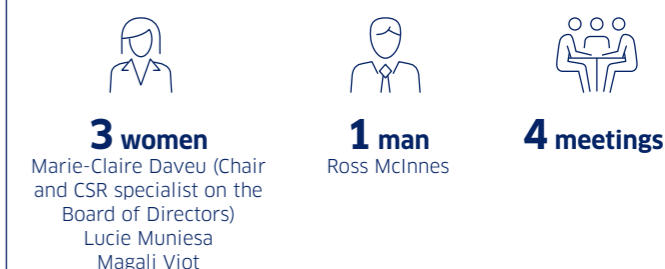 3 women
Marie-Claire Daveu (Chair
and CSR specialist on the
Board of Directors)
Lucie Muniesa
Magali Viot
1 man
Ross McInnes
4 meetings